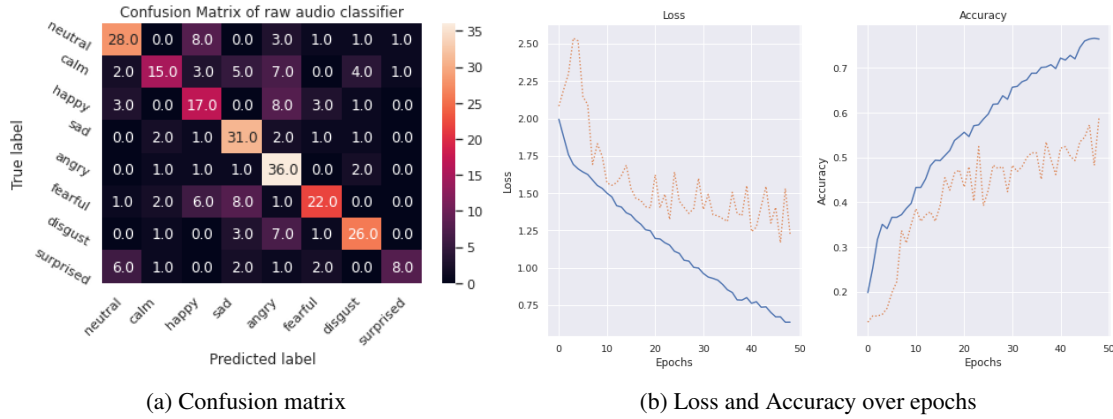 Confusion Matrix of raw audio classifier
True label
neutral 28.0 0.0 8.0 0.0 3.0 1.0 1.0 1.0
calm 2.0 15.0 3.0 5.0 7.0 0.0 4.0 1.0
happy 3.0 0.0 17.0 0.0 8.0 3.0 1.0 0.0
sad 0.0 2.0 1.0 31.0 2.0 1.0 1.0 0.0
angry 0.0 1.0 1.0 1.0 36.0 0.0 2.0 0.0
fearful 1.0 2.0 6.0 8.0 1.0 22.0 0.0 0.0
disgust 0.0 1.0 0.0 3.0 7.0 1.0 26.0 0.0
surprised 6.0 1.0 0.0 2.0 1.0 2.0 0.0 8.0
neutral calm happy sad angry fearful disgust surprised
Predicted label
35
30
25
20
15
10
5
0
(a) Confusion matrix
Loss
Loss
2.50
2.25
2.00
1.75
1.50
1.25
1.00
0.75
0 10 20 30 40 50
Epochs
Accuracy
Accuracy
0.7
0.6
0.5
0.4
0.3
0.2
0 10 20 30 40 50
Epochs
(b) Loss and Accuracy over epochs